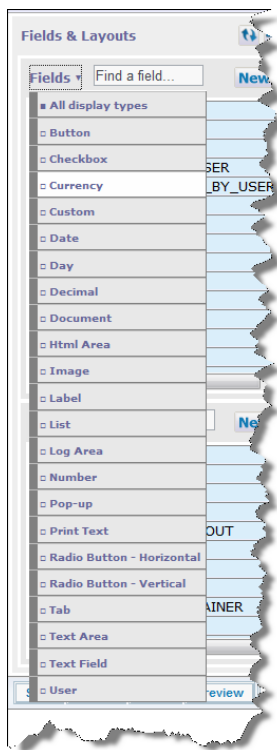 Fields & Layouts
Fields Find a field... New
All display types
Button
Checkbox
SER
Currency _BY_USER
Custom
Date
Day
Decimal
Document
Html Area
Image
Label
List Ne
Log Area
Number
Pop-up
Print Text OUT
Radio Button - Horizontal
Radio Button - Vertical
Tab AINER
Text Area
Text Field
User
S review